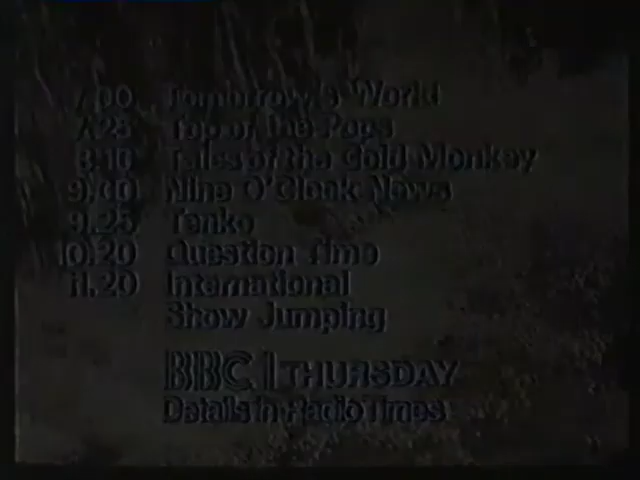 7.00 Tomorrow's World
7.25 Top of the Pops
8.10 Tales of the Gold Monkey
9.00 Nine O'Clock News
9.25 Tenko
10.20 Question Time
11.20 International
Show Jumping
BBC 1 THURSDAY
Details in Radio Times